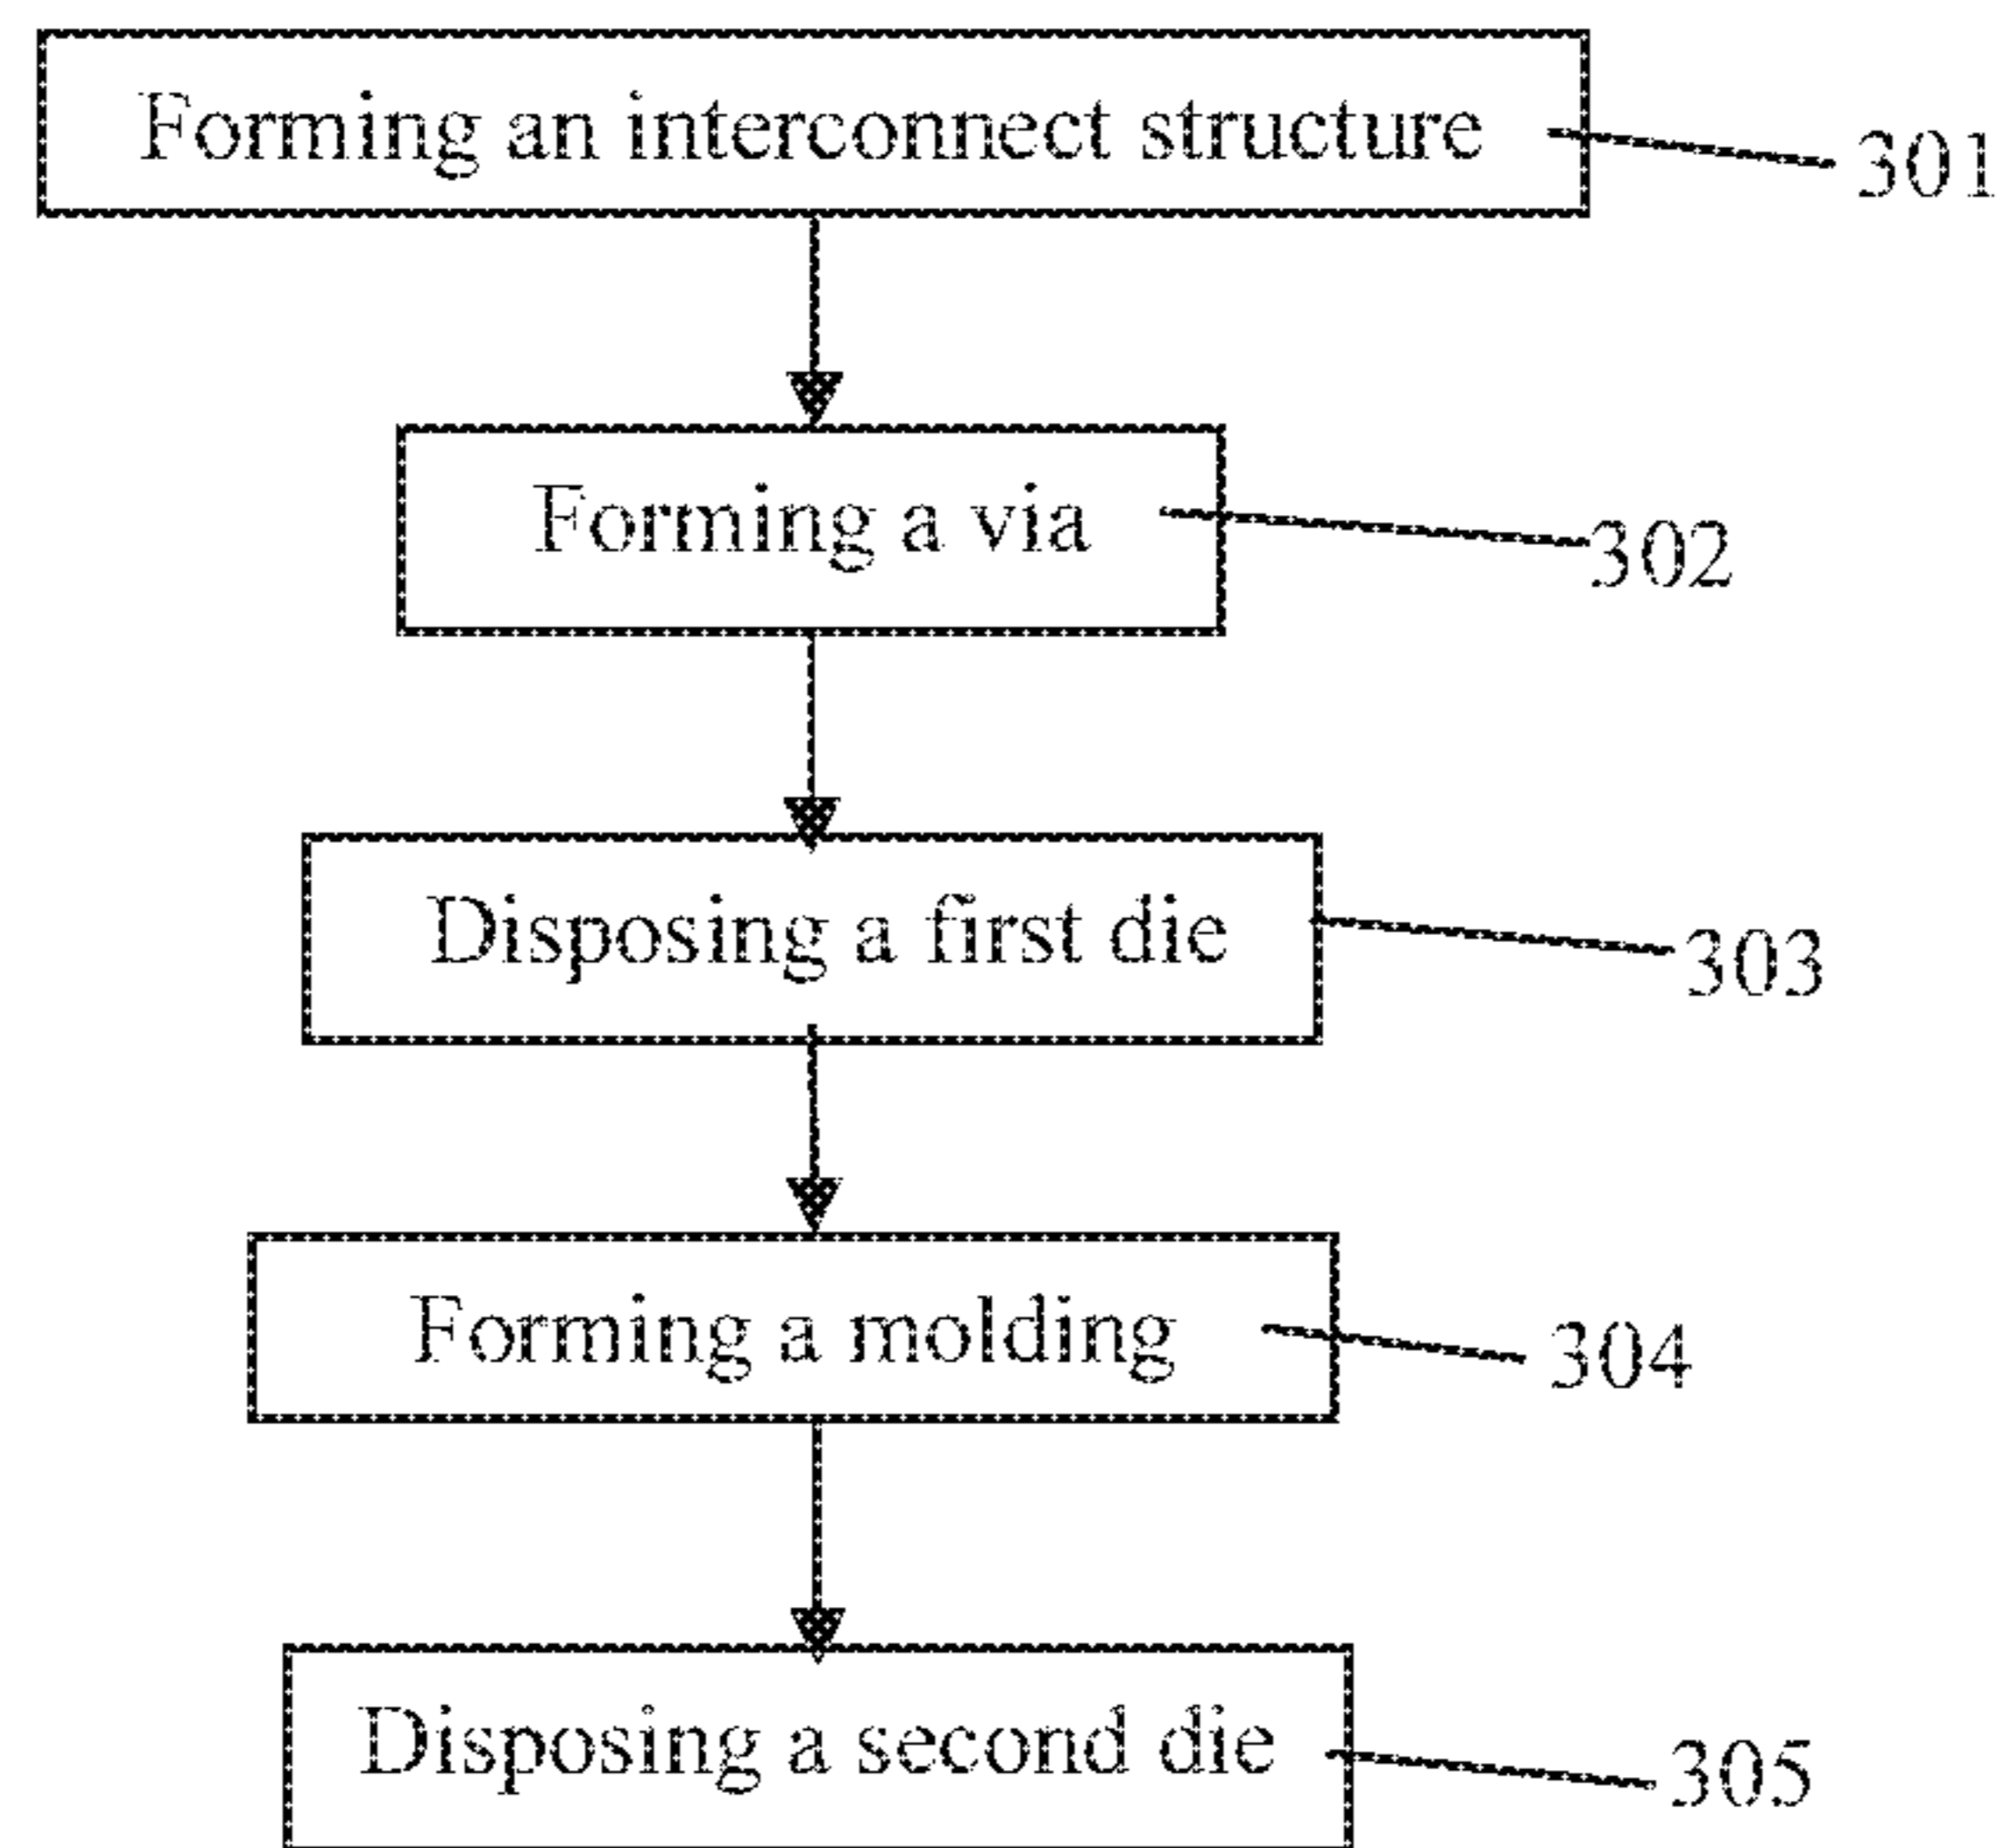 Forming an interconnect structure
301
Forming a via
302
Disposing a first die
303
Forming a molding
304
Disposing a second die
305